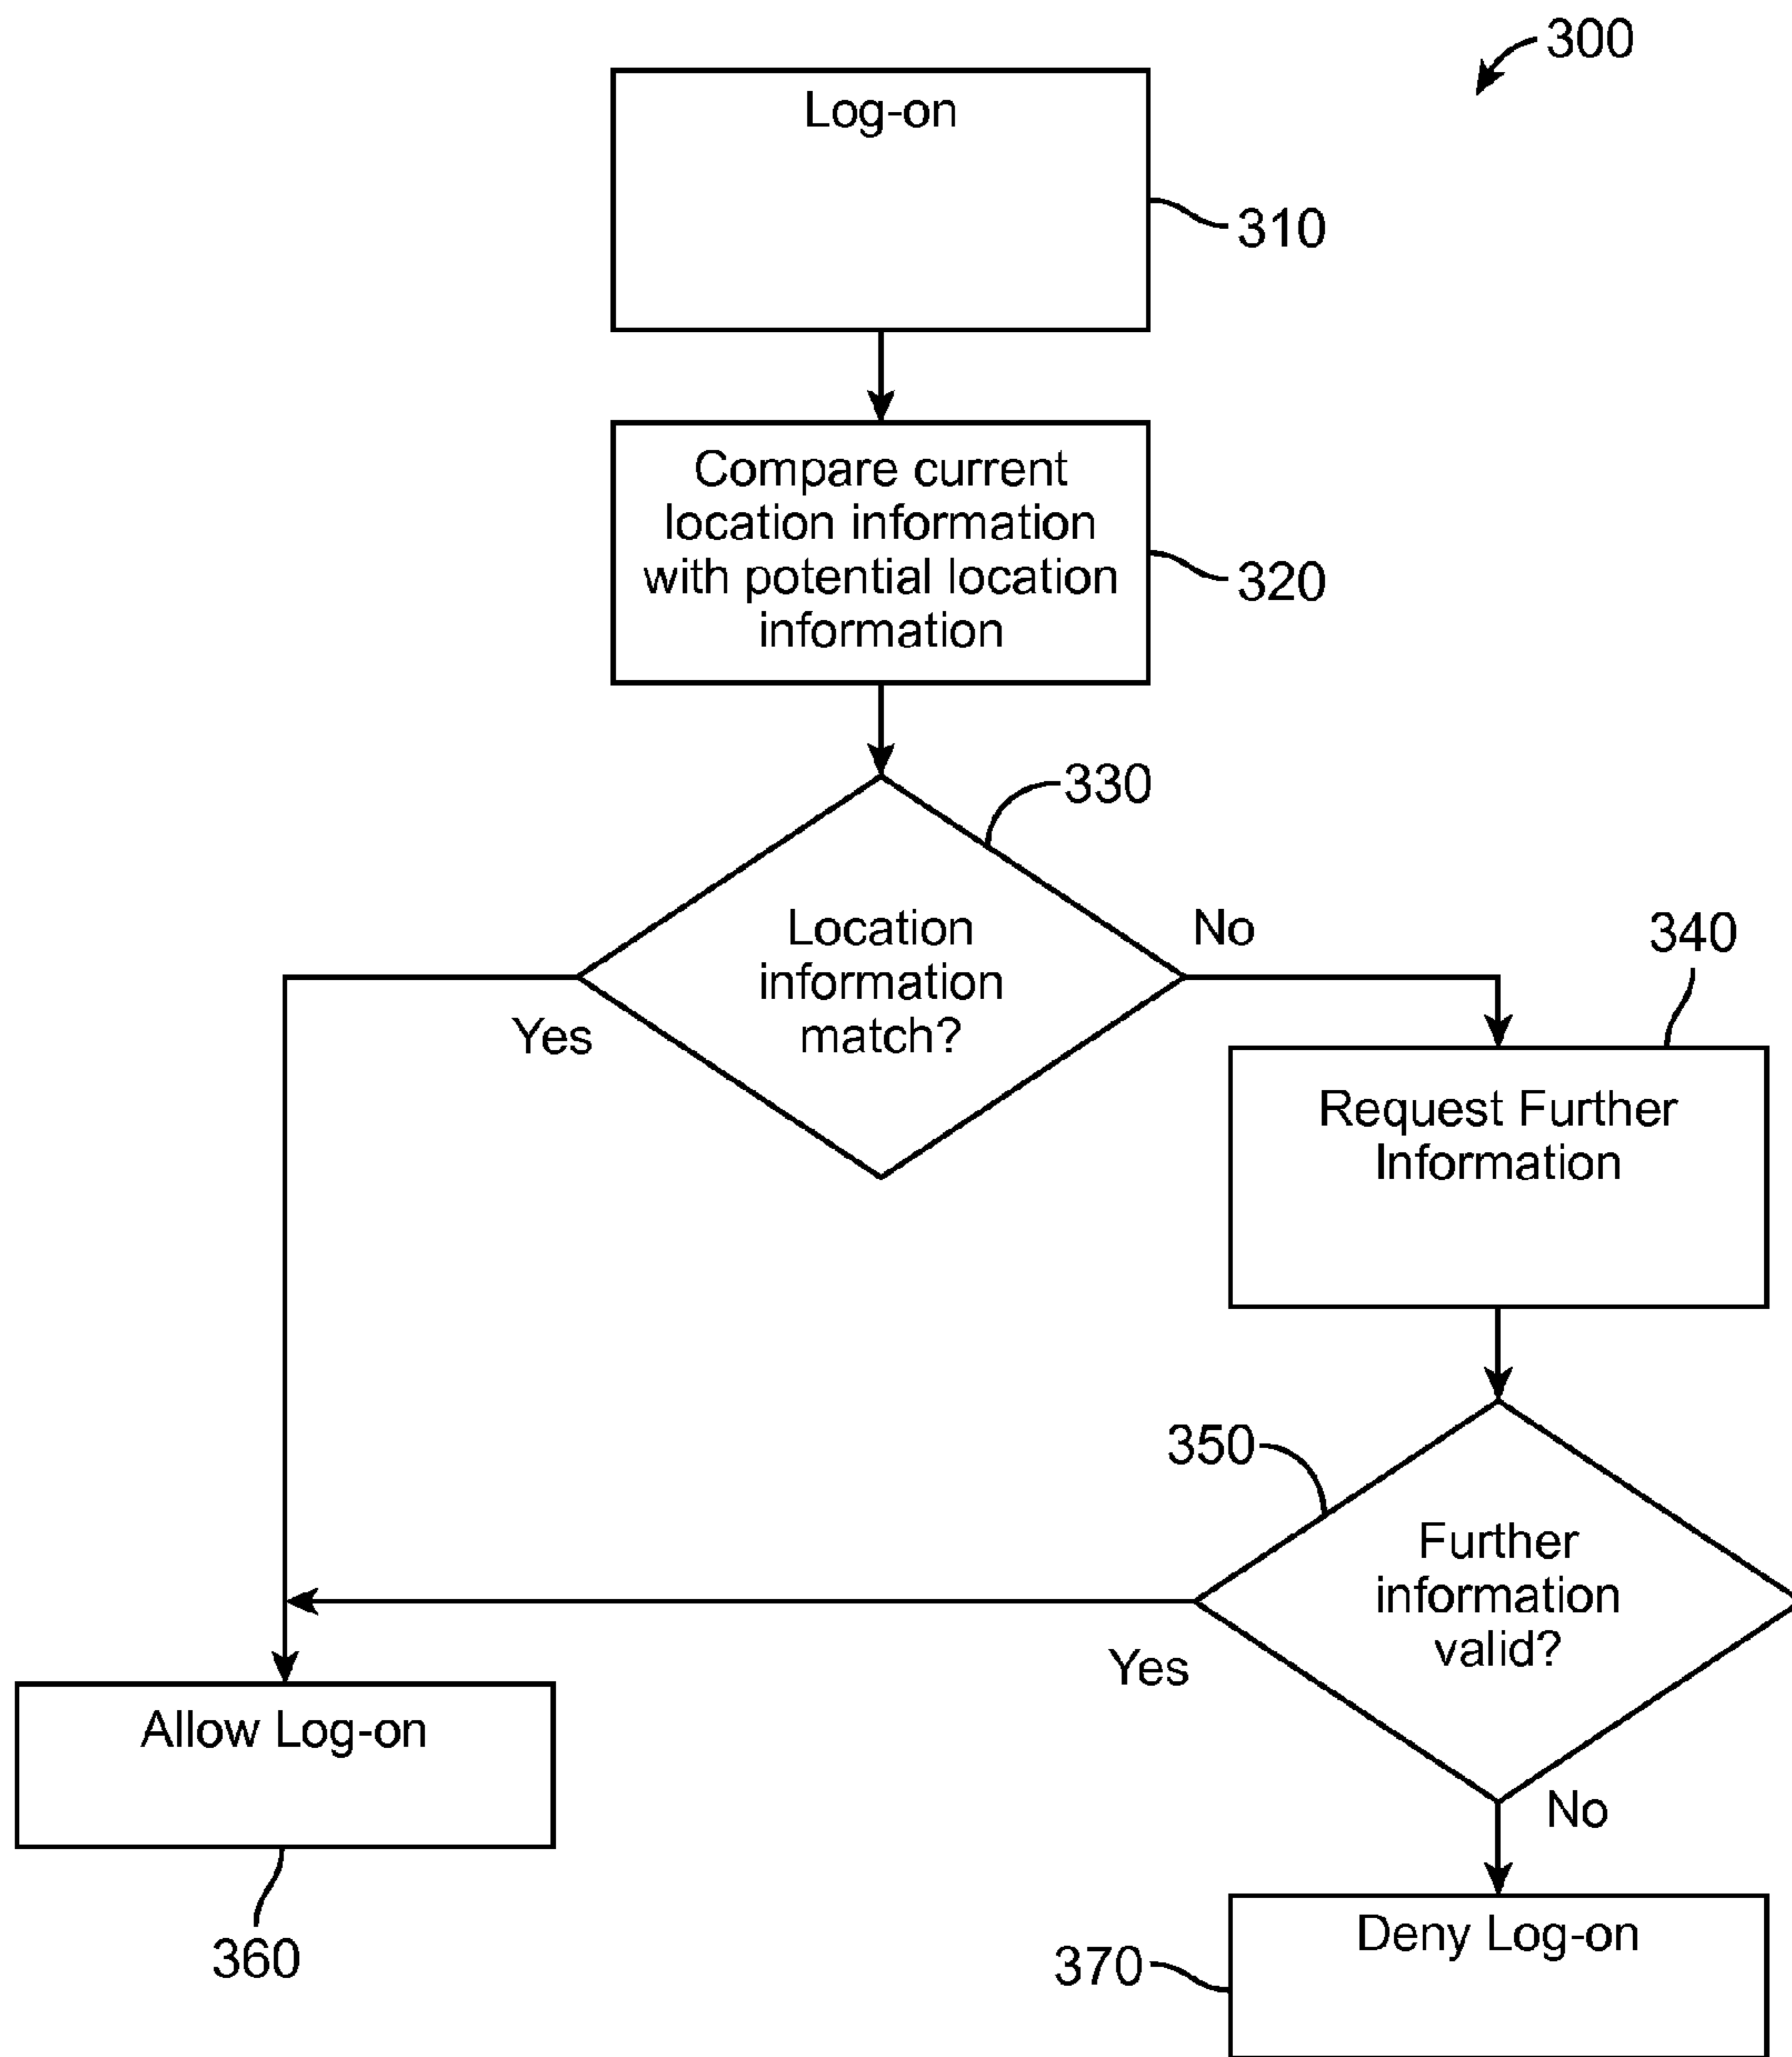 300
Log-on
310
Compare current
location information
with potential location
information
320
330
Location
information
match?
Yes
No
340
Request Further
Information
350
Further
information
valid?
Yes
No
Allow Log-on
360
Deny Log-on
370